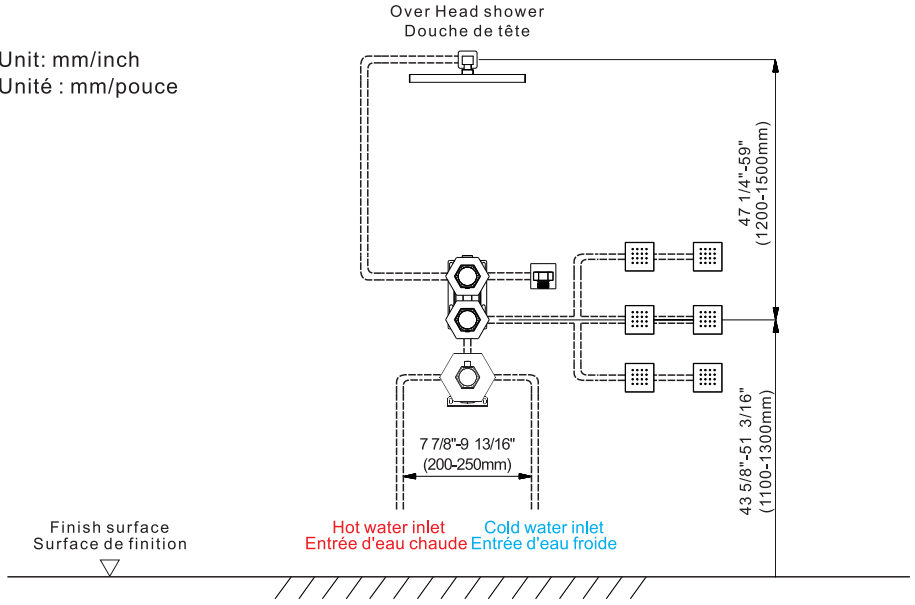 Over Head shower
Douche de tête
Unit: mm/inch
Unité : mm/pouce
47 1/4"-59"
(1200-1500mm)
43 5/8"-51 3/16"
(1100-1300mm)
7 7/8"-9 13/16"
(200-250mm)
Hot water inlet
Entrée d'eau chaude
Cold water inlet
Entrée d'eau froide
Finish surface
Surface de finition